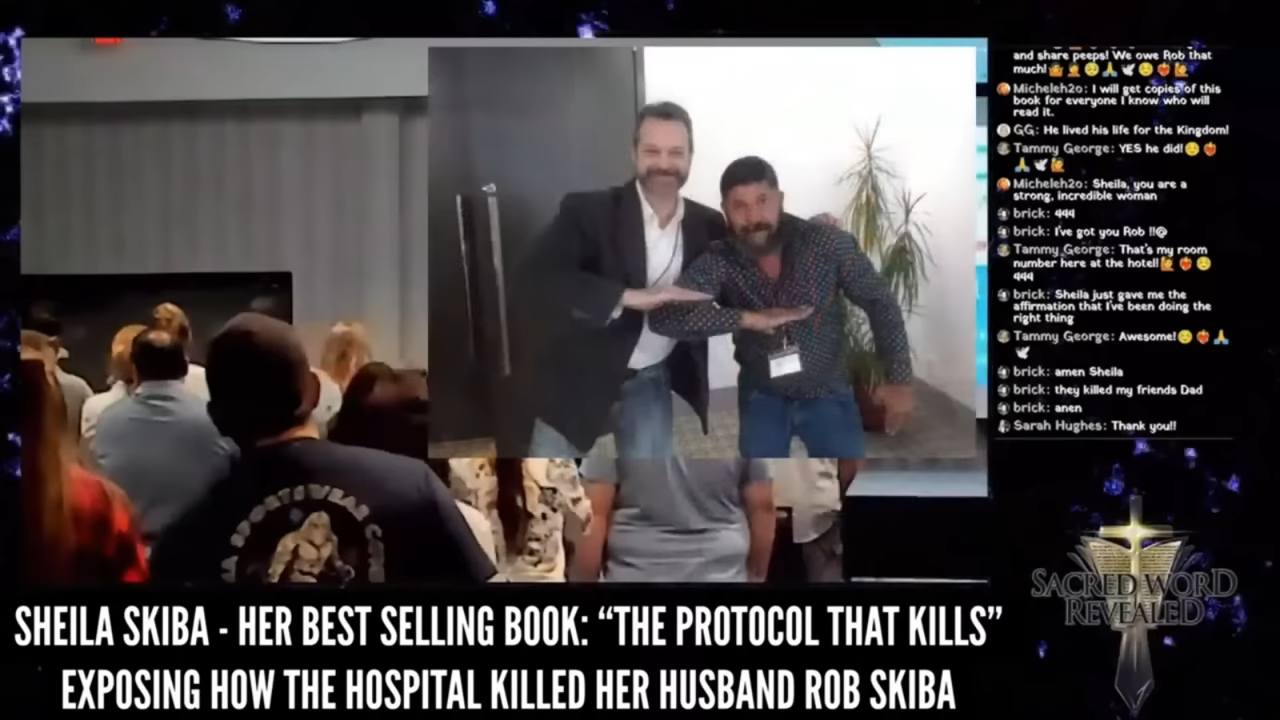 and share peeps! We owe Rob that
much!🤷🙏🕊☺❤️‍🔥🙋
Micheleh2o: I will get copies of this
book for everyone I know who will
read it.
GG: He lived his life for the Kingdom!
Tammy George: YES he did!☺❤️‍🔥
🙏🕊🙋
Micheleh2o: Sheila, you are a
strong, incredible woman
brick: 444
brick: I've got you Rob !!@
Tammy George: That's my room
number here at the hotel!🙋❤️‍🔥☺
444
brick: Sheila just gave me the
affirmation that I've been doing the
right thing
Tammy George: Awesome!☺❤️‍🔥🙏
🕊
brick: amen Sheila
brick: they killed my friends Dad
brick: anen
Sarah Hughes: Thank you!!
SPORTSWEAR
SACRED WORD
REVEALED
SHEILA SKIBA - HER BEST SELLING BOOK: “THE PROTOCOL THAT KILLS”
EXPOSING HOW THE HOSPITAL KILLED HER HUSBAND ROB SKIBA